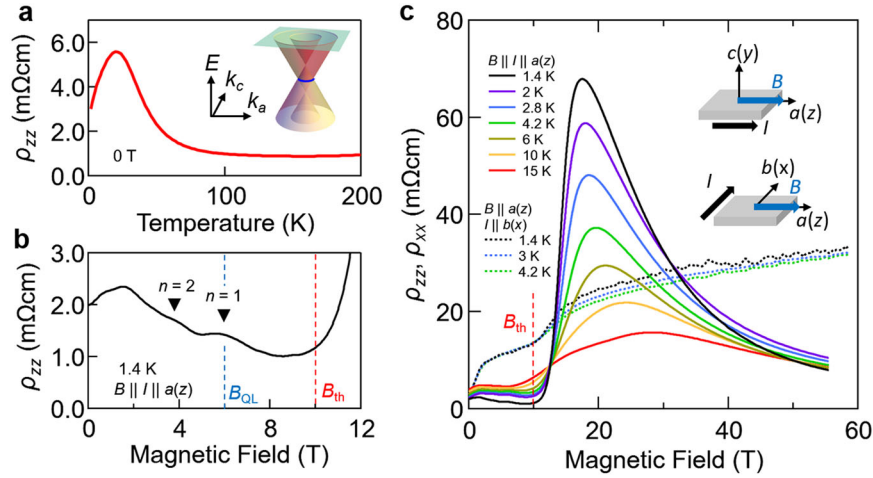 a
ρzz (mΩcm)
6.0
4.0
2.0
0.0
0 T
E
kc
ka
0
100
200
Temperature (K)
b
ρzz (mΩcm)
3.0
2.0
1.0
0.0
n = 2
n = 1
1.4 K
B || I || a(z)
BQL
Bth
0
4
8
12
Magnetic Field (T)
c
ρzz, ρxx (mΩcm)
80
60
40
20
0
B || I || a(z)
1.4 K
2 K
2.8 K
4.2 K
6 K
10 K
15 K
B || a(z)
I || b(x)
1.4 K
3 K
4.2 K
Bth
c(y)
B
a(z)
I
b(x)
I
B
a(z)
0
20
40
60
Magnetic Field (T)